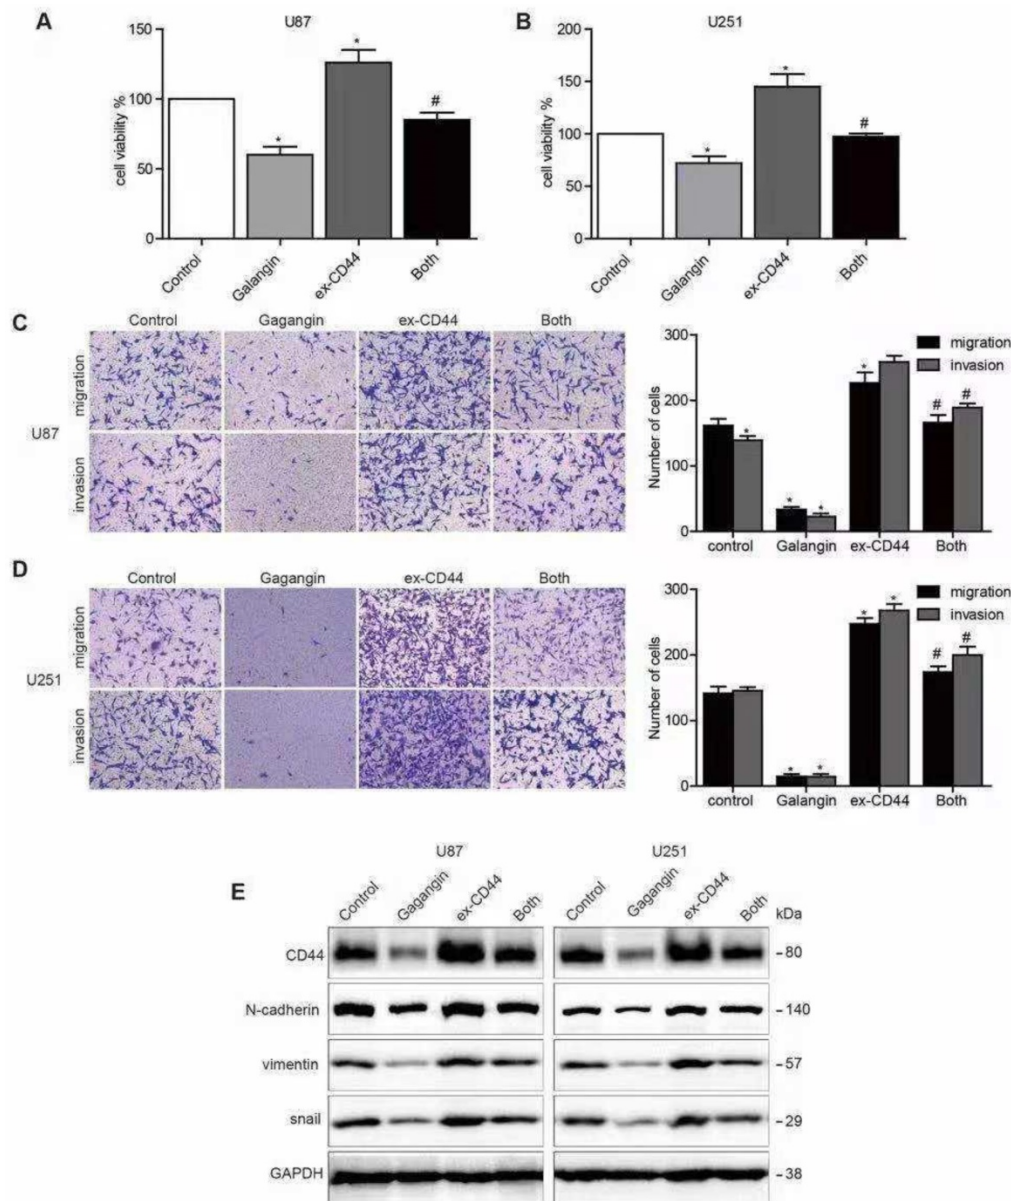 A
U87
cell viability %
150
100
50
0
*
*
#
Control
Galangin
ex-CD44
Both
B
U251
cell viability %
200
150
100
50
0
*
*
#
Control
Galangin
ex-CD44
Both
C
Control
Gagangin
ex-CD44
Both
U87
migration
invasion
Number of cells
300
200
100
0
migration
invasion
*
*
*
*
# #
control
Galangin
ex-CD44
Both
D
Control
Gagangin
ex-CD44
Both
U251
migration
invasion
Number of cells
300
200
100
0
migration
invasion
* *
* *
# #
control
Galangin
ex-CD44
Both
E
U87
U251
Control
Gagangin
ex-CD44
Both
Control
Gagangin
ex-CD44
Both
kDa
CD44
-80
N-cadherin
-140
vimentin
-57
snail
-29
GAPDH
-38